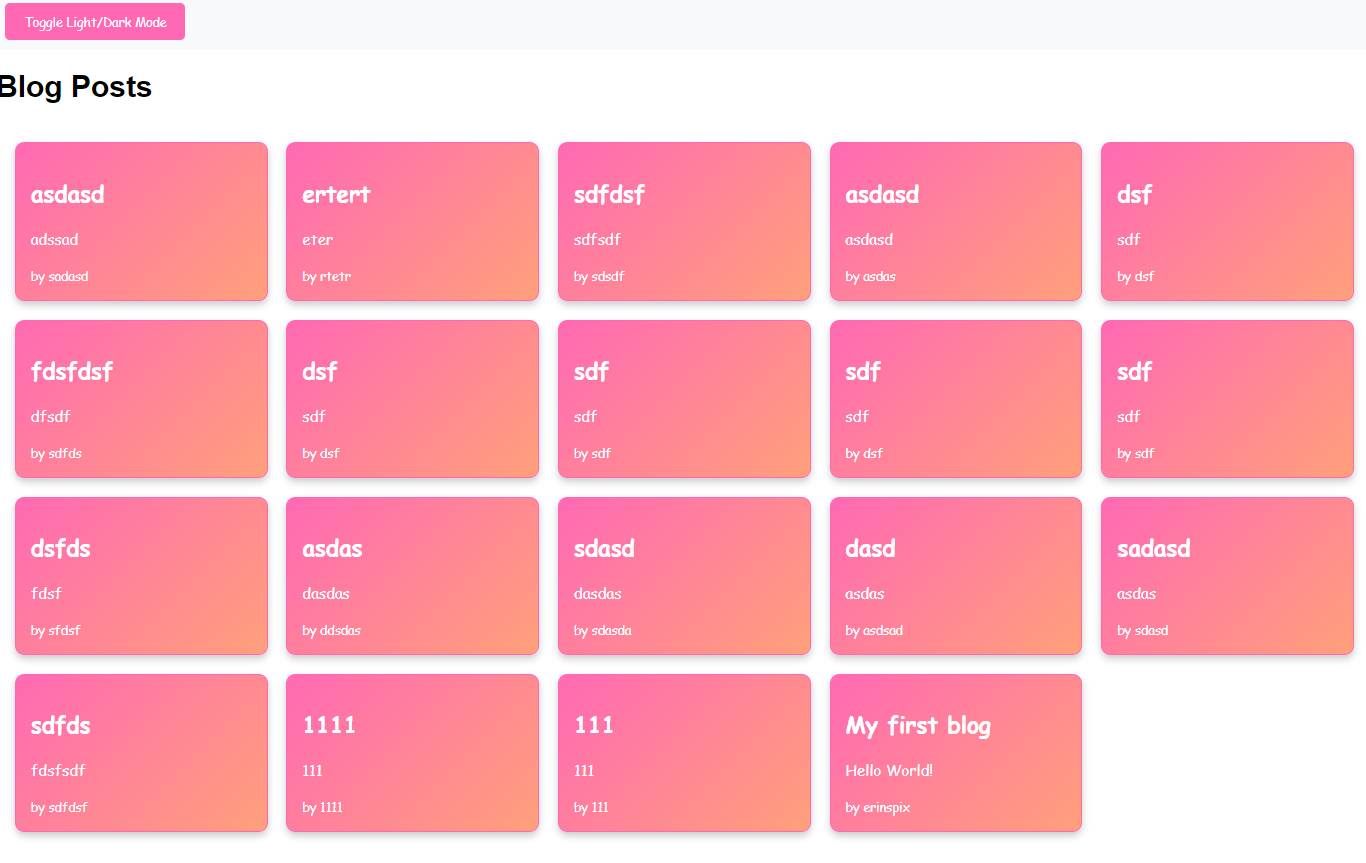 Toggle Light/Dark Mode
Blog Posts
asdasd
adssad
by sadasd
ertert
eter
by rtetr
sdfdsf
sdfsdf
by sdsdf
asdasd
asdasd
by asdas
dsf
sdf
by dsf
fdsfdsf
dfsdf
by sdfds
dsf
sdf
by dsf
sdf
sdf
by sdf
sdf
sdf
by dsf
sdf
sdf
by sdf
dsfds
fdsf
by sfdsf
asdas
dasdas
by ddsdas
sdasd
dasdas
by sdasda
dasd
asdas
by asdsad
sadasd
asdas
by sdasd
sdfds
fdsfsdf
by sdfdsf
1111
111
by 1111
111
111
by 111
My first blog
Hello World!
by erinspix